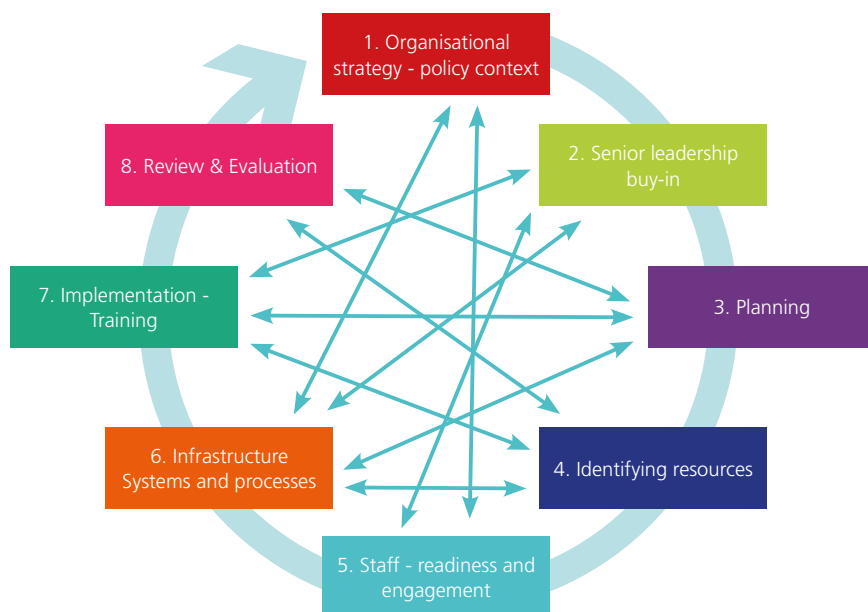 1. Organisational
strategy - policy context
2. Senior leadership
buy-in
3. Planning
4. Identifying resources
5. Staff - readiness and
engagement
6. Infrastructure
Systems and processes
7. Implementation -
Training
8. Review & Evaluation